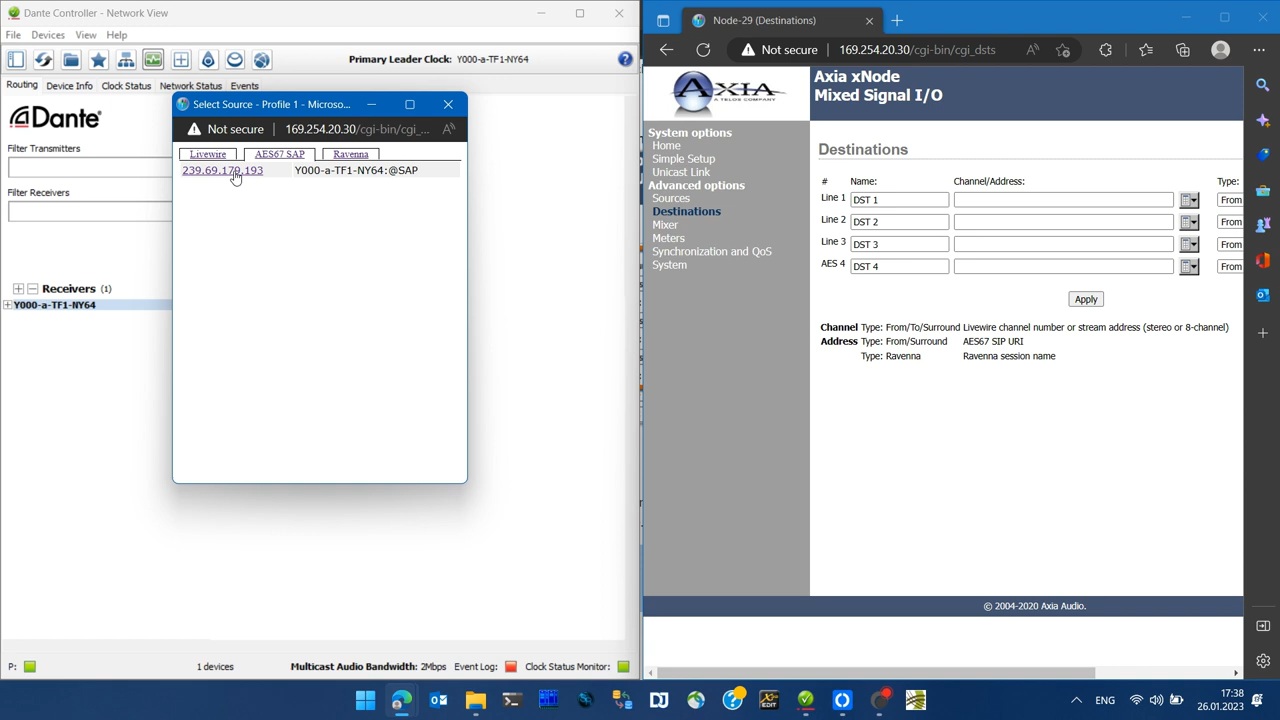 Dante Controller - Network View
File Devices View Help
Primary Leader Clock: Y000-a-TF1-NY64
Routing Device Info Clock Status Network Status Events
Dante
Filter Transmitters
Filter Receivers
Receivers (1)
Y000-a-TF1-NY64
P:
1 devices
Multicast Audio Bandwidth: 2Mbps Event Log: Clock Status Monitor:
Select Source - Profile 1 - Microso...
Not secure 169.254.20.30/cgi-bin/cgi_...
Livewire AES67 SAP Ravenna
239.69.179.193 Y000-a-TF1-NY64:@SAP
Node-29 (Destinations)
Not secure 169.254.20.30/cgi-bin/cgi_dsts
AXIA
A TELOS COMPANY
Axia xNode
Mixed Signal I/O
System options
Home
Simple Setup
Unicast Link
Advanced options
Sources
Destinations
Mixer
Meters
Synchronization and QoS
System
Destinations
# Name: Channel/Address: Type:
Line 1 DST 1 From
Line 2 DST 2 From
Line 3 DST 3 From
AES 4 DST 4 From
Apply
Channel Type: From/To/Surround Livewire channel number or stream address (stereo or 8-channel)
Address Type: From/Surround AES67 SIP URI
Type: Ravenna Ravenna session name
© 2004-2020 Axia Audio.
ENG
17:38
26.01.2023